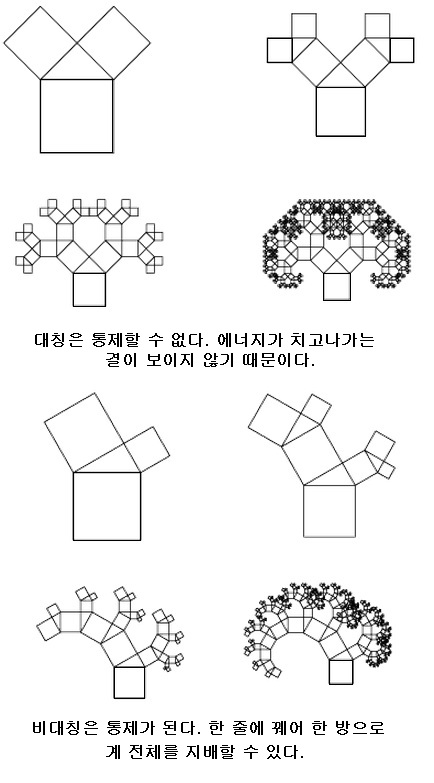 대칭은 통제할 수 없다. 에너지가 치고나가는
결이 보이지 않기 때문이다.
비대칭은 통제가 된다. 한 줄에 꿰어 한 방으로
계 전체를 지배할 수 있다.